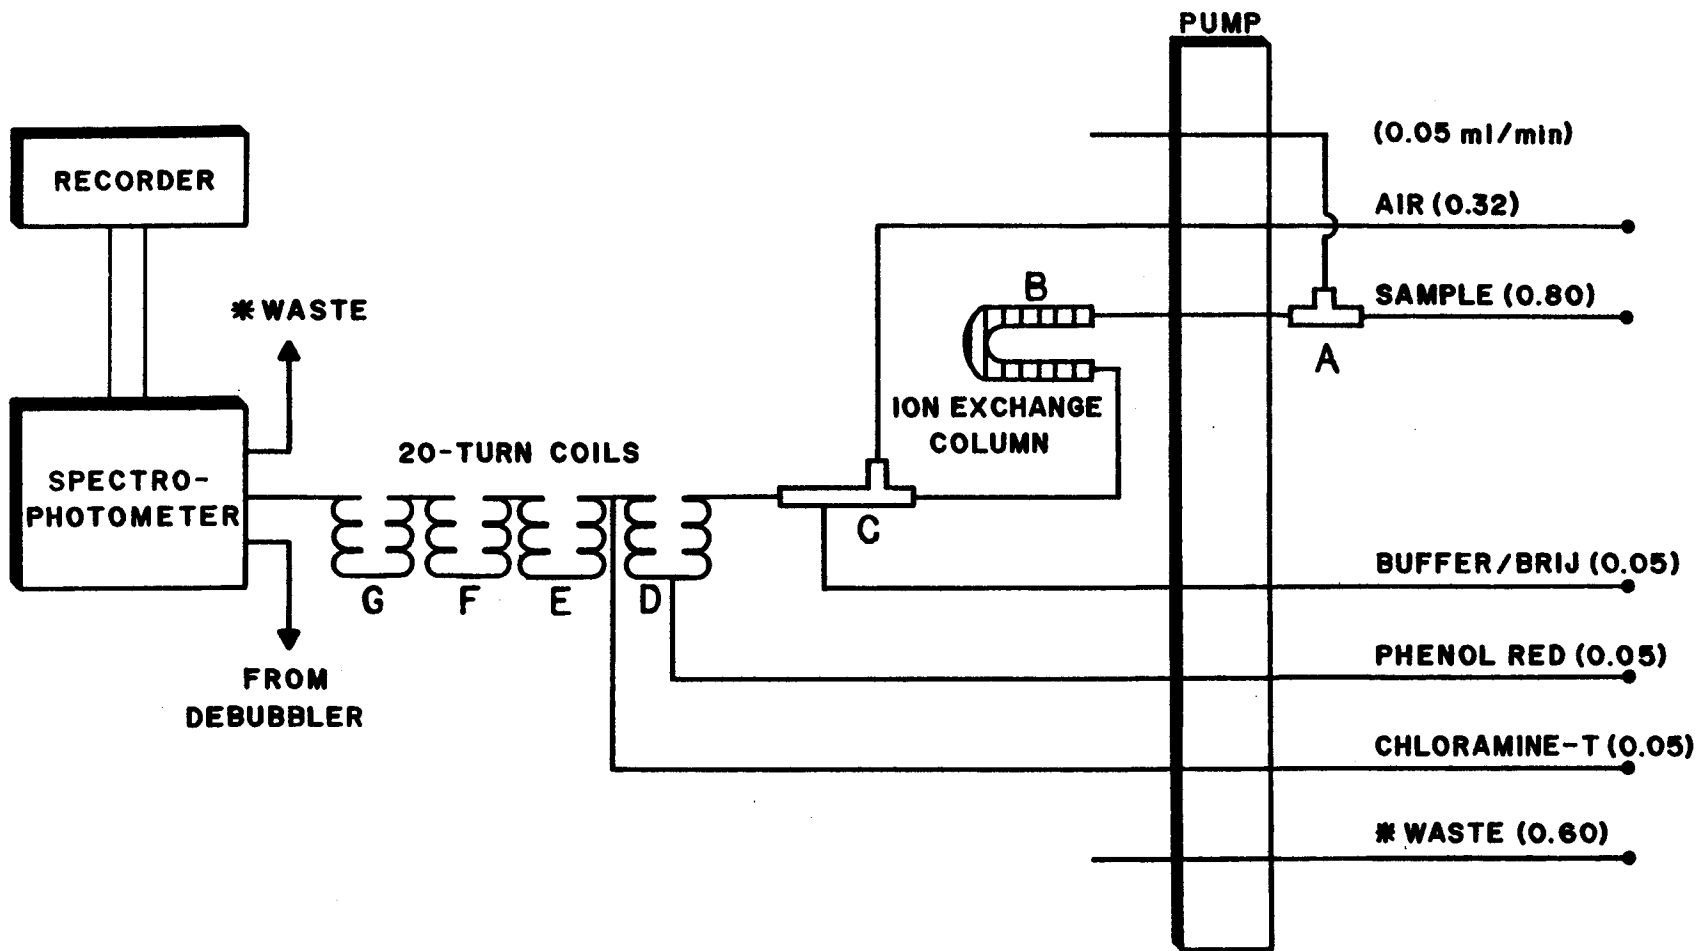 PUMP
(0.05 ml/min)
RECORDER
AIR (0.32)
B
SAMPLE (0.80)
*WASTE
A
ION EXCHANGE
COLUMN
20-TURN COILS
SPECTRO-
PHOTOMETER
C
BUFFER/BRIJ (0.05)
G F E D
PHENOL RED (0.05)
FROM
DEBUBBLER
CHLORAMINE-T (0.05)
*WASTE (0.60)